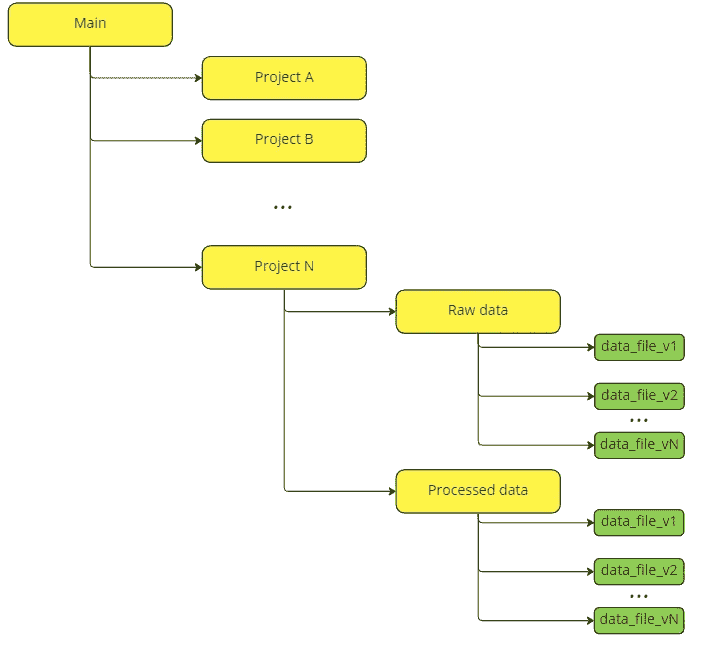 Main
Project A
Project B
...
Project N
Raw data
data_file_v1
data_file_v2
...
data_file_vN
Processed data
data_file_v1
data_file_v2
...
data_file_vN